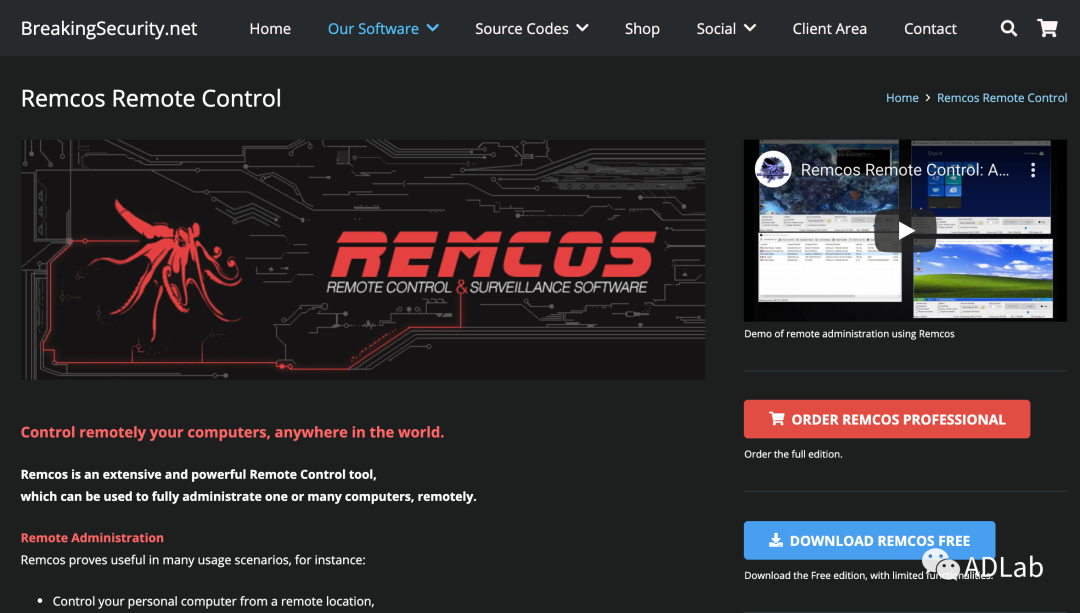 BreakingSecurity.net
Home
Our Software
Source Codes
Shop
Social
Client Area
Contact
Remcos Remote Control
Home > Remcos Remote Control
REMCOS
REMOTE CONTROL & SURVEILLANCE SOFTWARE
Remcos Remote Control: A...
Demo of remote administration using Remcos
Control remotely your computers, anywhere in the world.
Remcos is an extensive and powerful Remote Control tool,
which can be used to fully administrate one or many computers, remotely.
Remote Administration
Remcos proves useful in many usage scenarios, for instance:
• Control your personal computer from a remote location,
ORDER REMCOS PROFESSIONAL
Order the full edition.
DOWNLOAD REMCOS FREE
Download the Free edition, with limited functionalities.
ADLab